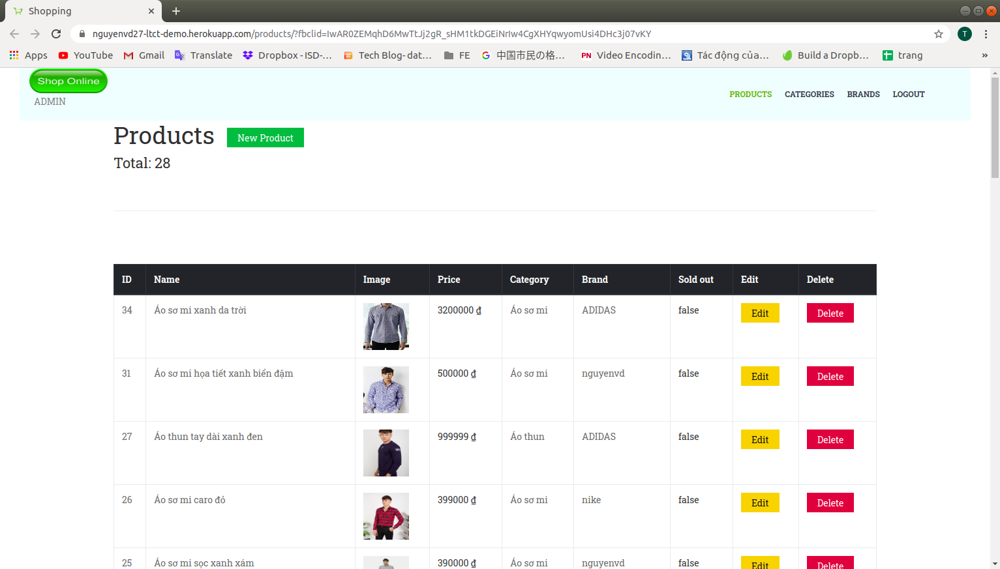 Shopping
nguyenvd27-ltct-demo.herokuapp.com/products/?fbclid=IwAR0ZEMqhD6MwTtJj2gR_sHM1tkDGEiNrIw4CgXHYqwyomUsi4DHc3j07vKY
T
Apps YouTube Gmail Translate Dropbox - ISD-... Tech Blog- dat... FE 中国市民の格... PN Video Encodin... Tác động của... Build a Dropb... trang »
Shop Online
ADMIN
PRODUCTS CATEGORIES BRANDS LOGOUT
Products New Product
Total: 28
ID Name Image Price Category Brand Sold out Edit Delete
34 Áo sơ mi xanh da trời 3200000 ₫ Áo sơ mi ADIDAS false Edit Delete
31 Áo sơ mi họa tiết xanh biển đậm 500000 ₫ Áo sơ mi nguyenvd false Edit Delete
27 Áo thun tay dài xanh đen 999999 ₫ Áo thun ADIDAS false Edit Delete
26 Áo sơ mi caro đỏ 399000 ₫ Áo sơ mi nike false Edit Delete
25 Áo sơ mi sọc xanh xám 390000 ₫ Áo sơ mi nguyenvd false Edit Delete